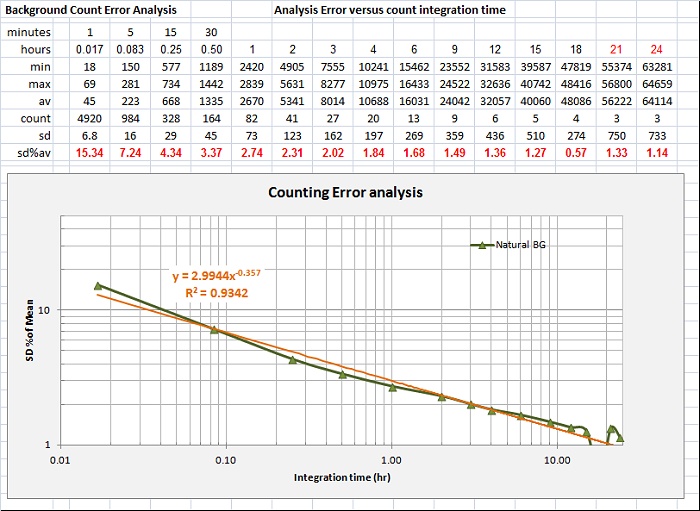 Background Count Error Analysis Analysis Error versus count integration time
minutes 1 5 15 30
hours 0.017 0.083 0.25 0.50 1 2 3 4 6 9 12 15 18 21 24
min 18 150 577 1189 2420 4905 7555 10241 15462 23552 31583 39587 47819 55374 63281
max 69 281 734 1442 2839 5631 8277 10975 16433 24522 32636 40742 48416 56800 64659
av 45 223 668 1335 2670 5341 8014 10688 16031 24042 32057 40060 48086 56222 64114
count 4920 984 328 164 82 41 27 20 13 9 6 5 4 3 3
sd 6.8 16 29 45 73 123 162 197 269 359 436 510 274 750 733
sd%av 15.34 7.24 4.34 3.37 2.74 2.31 2.02 1.84 1.68 1.49 1.36 1.27 0.57 1.33 1.14
Counting Error analysis
Natural BG
y = 2.9944x-0.357
R² = 0.9342
SD % of Mean
10
1
0.01 0.10 1.00 10.00
Integration time (hr)